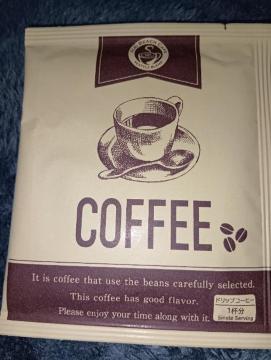 COFFEE
It is coffee that use the beans carefully selected.
This coffee has good flavor.
Please enjoy your time along with it.
ドリップコーヒー
1杯分
Single Serving